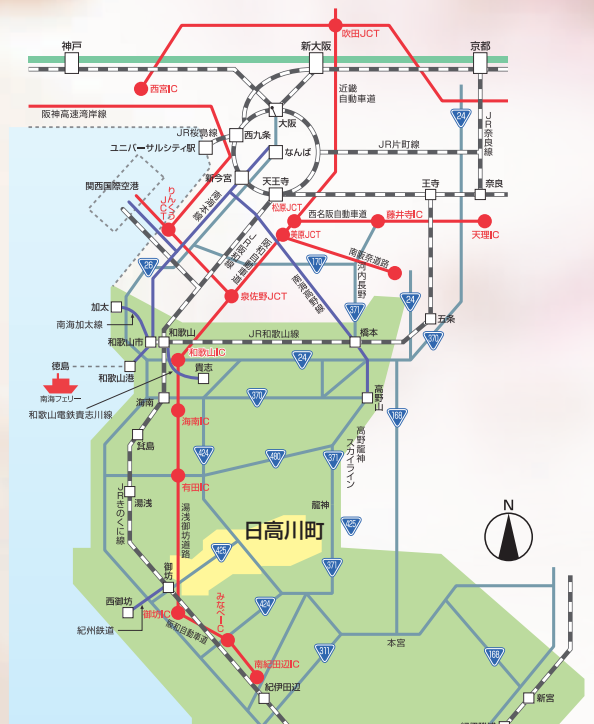 吹田JCT
神戸
新大阪
京都
西宮IC
近畿
自動車道
阪神高速湾岸線
大阪
24
JR奈良線
JR桜島線
西九条
ユニバーサルシティ駅
なんば
JR片町線
新今宮
関西国際空港
天王寺
王寺
奈良
りんくう
JCT
南海本線
松原JCT
西名阪自動車道
藤井寺IC
天理IC
美原JCT
阪和自動車道
JR阪和線
南阪奈道路
26
170
河内長野
南海高野線
泉佐野JCT
24
加太
371
南海加太線
和歌山
和歌山市
JR和歌山線
橋本
五条
370
徳島
和歌山IC
24
南海フェリー
和歌山港
貴志
和歌山電鉄貴志川線
海南
370
高野山
海南IC
168
箕島
424
480
371
高野龍神
スカイライン
有田IC
JRきのくに線
湯浅
湯浅御坊道路
龍神
日高川町
425
425
N
御坊
371
西御坊
みなべIC
424
御坊IC
紀州鉄道
阪和自動車道
311
本宮
168
南紀田辺IC
紀伊田辺
新宮